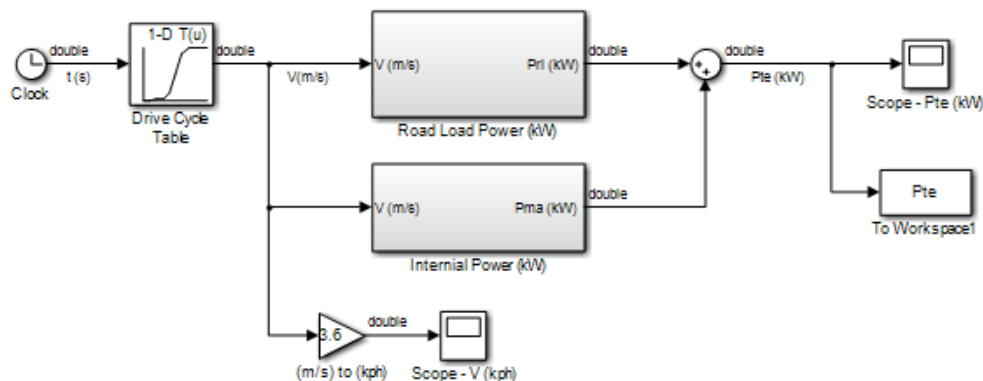 double
t(s)
Clock
1-D T(u)
Drive Cycle
Table
double
V(m/s)
V (m/s)
Prl (kW)
Road Load Power (kW)
double
double
Pte (kW)
Scope - Pte (kW)
V (m/s)
Pma (kW)
Internial Power (kW)
double
Pte
To Workspace1
3.6
(m/s) to (kph)
double
Scope - V (kph)